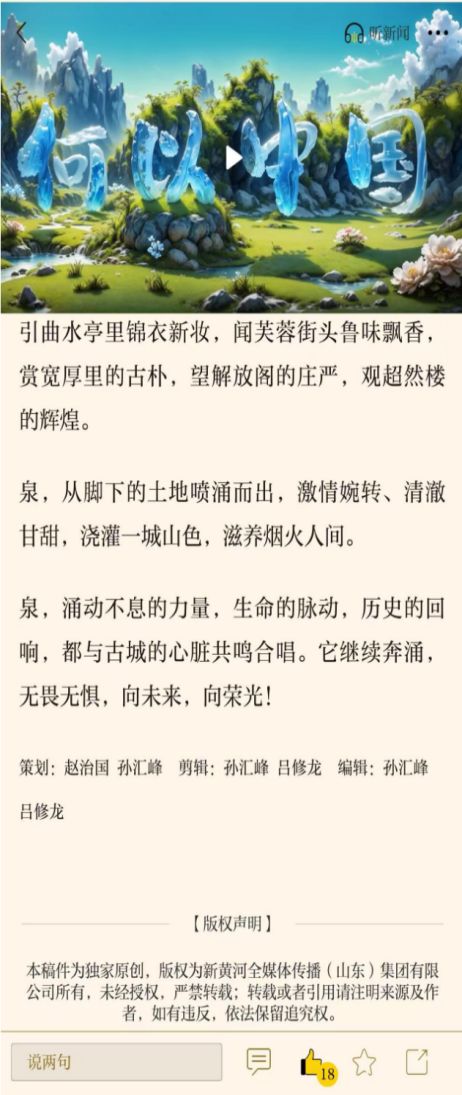 听新闻
何以中国
引曲水亭里锦衣新妆，闻芙蓉街头鲁味飘香，
赏宽厚里的古朴，望解放阁的庄严，观超然楼
的辉煌。
泉，从脚下的土地喷涌而出，激情婉转、清澈
甘甜，浇灌一城山色，滋养烟火人间。
泉，涌动不息的力量，生命的脉动，历史的回
响，都与古城的心脏共鸣合唱。它继续奔涌，
无畏无惧，向未来，向荣光！
策划：赵治国 孙汇峰 剪辑：孙汇峰 吕修龙 编辑：孙汇峰
吕修龙
【版权声明】
本稿件为独家原创，版权为新黄河全媒体传播（山东）集团有限
公司所有，未经授权，严禁转载；转载或者引用请注明来源及作
者，如有违反，依法保留追究权。
说两句
18